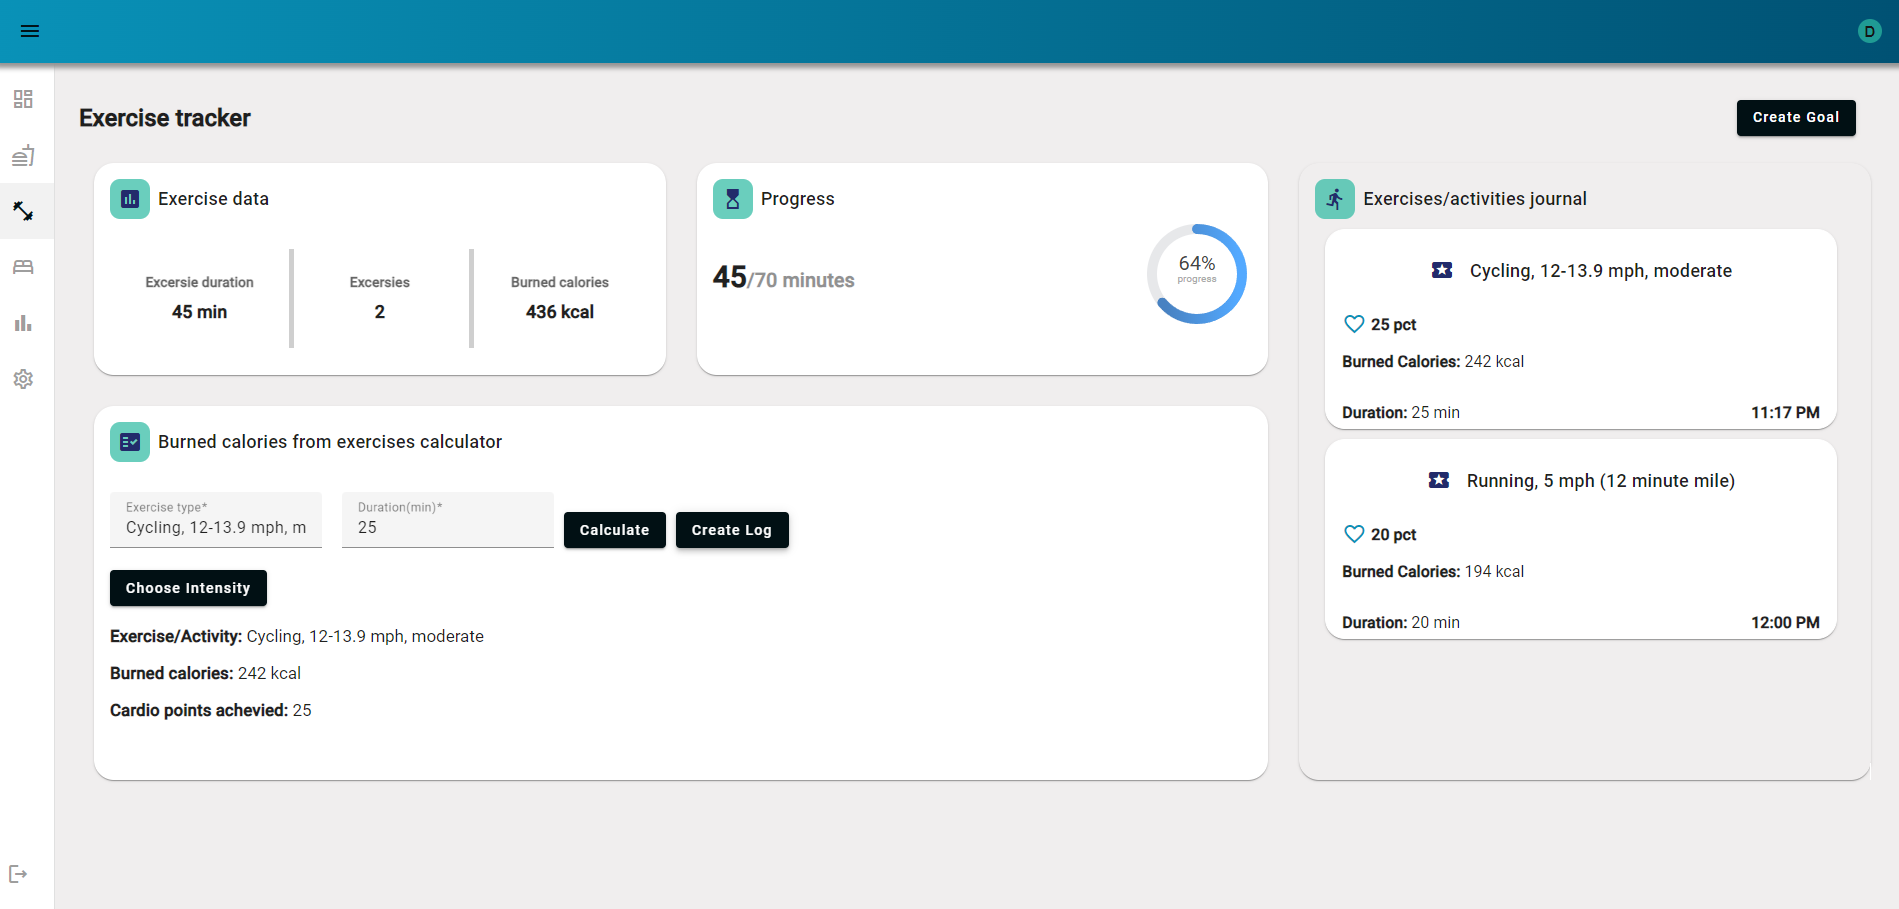 D
Exercise tracker
Create Goal
Exercise data
Excersie duration
45 min
Excersies
2
Burned calories
436 kcal
Progress
45/70 minutes
64%
progress
Exercises/activities journal
Cycling, 12-13.9 mph, moderate
25 pct
Burned Calories: 242 kcal
Duration: 25 min
11:17 PM
Running, 5 mph (12 minute mile)
20 pct
Burned Calories: 194 kcal
Duration: 20 min
12:00 PM
Burned calories from exercises calculator
Exercise type*
Cycling, 12-13.9 mph, m
Duration(min)*
25
Calculate
Create Log
Choose Intensity
Exercise/Activity: Cycling, 12-13.9 mph, moderate
Burned calories: 242 kcal
Cardio points achevied: 25